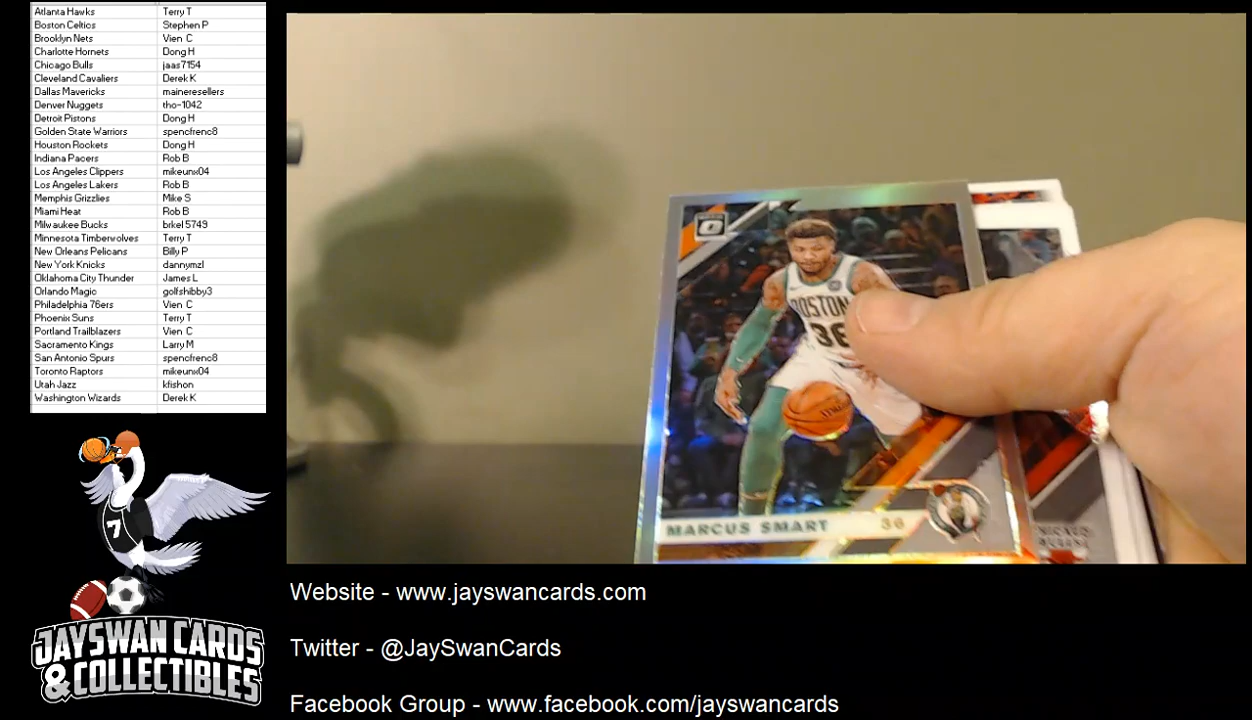 Atlanta Hawks Terry T
Boston Celtics Stephen P
Brooklyn Nets Vien C
Charlotte Hornets Dong H
Chicago Bulls jaas7154
Cleveland Cavaliers Derek K
Dallas Mavericks maineresellers
Denver Nuggets tho-1042
Detroit Pistons Dong H
Golden State Warriors spencfrenc8
Houston Rockets Dong H
Indiana Pacers Rob B
Los Angeles Clippers mikeunx04
Los Angeles Lakers Rob B
Memphis Grizzlies Mike S
Miami Heat Rob B
Milwaukee Bucks brkel5749
Minnesota Timberwolves Terry T
New Orleans Pelicans Billy P
New York Knicks dannymzl
Oklahoma City Thunder James L
Orlando Magic golfshibby3
Philadelphia 76ers Vien C
Phoenix Suns Terry T
Portland Trailblazers Vien C
Sacramento Kings Larry M
San Antonio Spurs spencfrenc8
Toronto Raptors mikeunx04
Utah Jazz kfishon
Washington Wizards Derek K
BOSTON
36
MARCUS SMART 36
7
JAYSWAN CARDS
& COLLECTIBLES
Website - www.jayswancards.com
Twitter - @JaySwanCards
Facebook Group - www.facebook.com/jayswancards